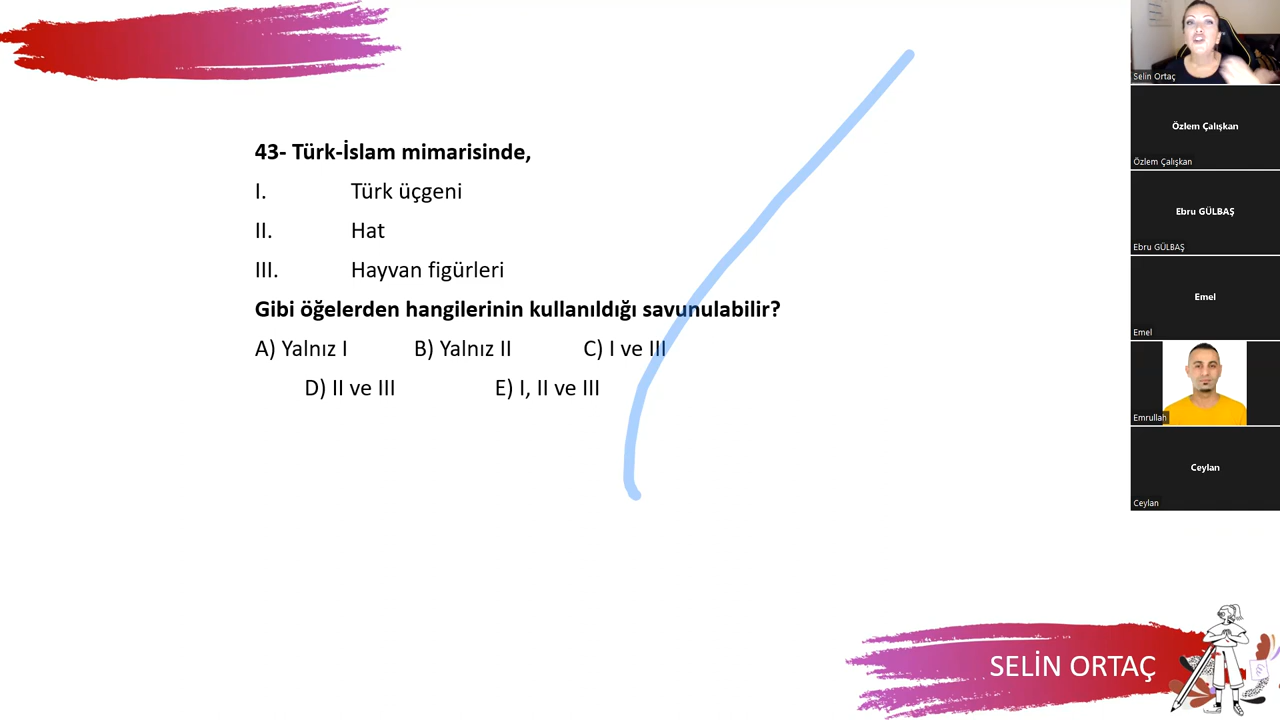 43- Türk-İslam mimarisinde,
I. Türk üçgeni
II. Hat
III. Hayvan figürleri
Gibi öğelerden hangilerinin kullanıldığı savunulabilir?
A) Yalnız I B) Yalnız II C) I ve III
D) II ve III E) I, II ve III
SELİN ORTAÇ
Selin Ortaç
Özlem Çalışkan
Özlem Çalışkan
Ebru GÜLBAŞ
Ebru GÜLBAŞ
Emel
Emel
Emrullah
Ceylan
Ceylan